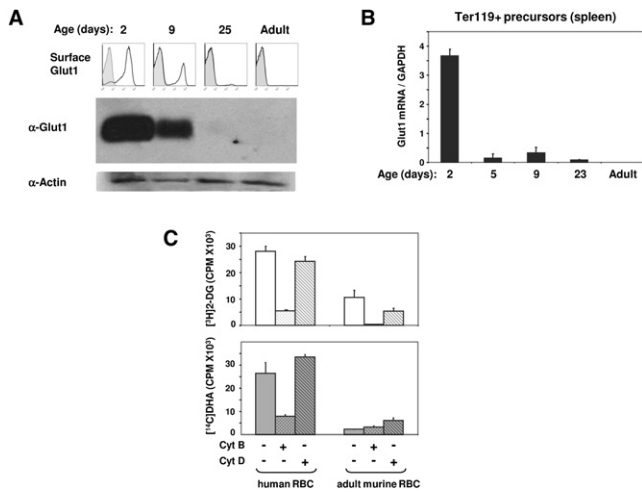 A
Age (days): 2 9 25 Adult
Surface
Glut1
α-Glut1
α-Actin
B
Ter119+ precursors (spleen)
Glut1 mRNA / GAPDH
4
3
2
1
0
Age (days): 2 5 9 23 Adult
C
[³H]2-DG (CPM X10³)
30
20
10
0
[¹⁴C]DHA (CPM X10³)
30
20
10
0
Cyt B - + - - + -
Cyt D - - + - - +
human RBC adult murine RBC